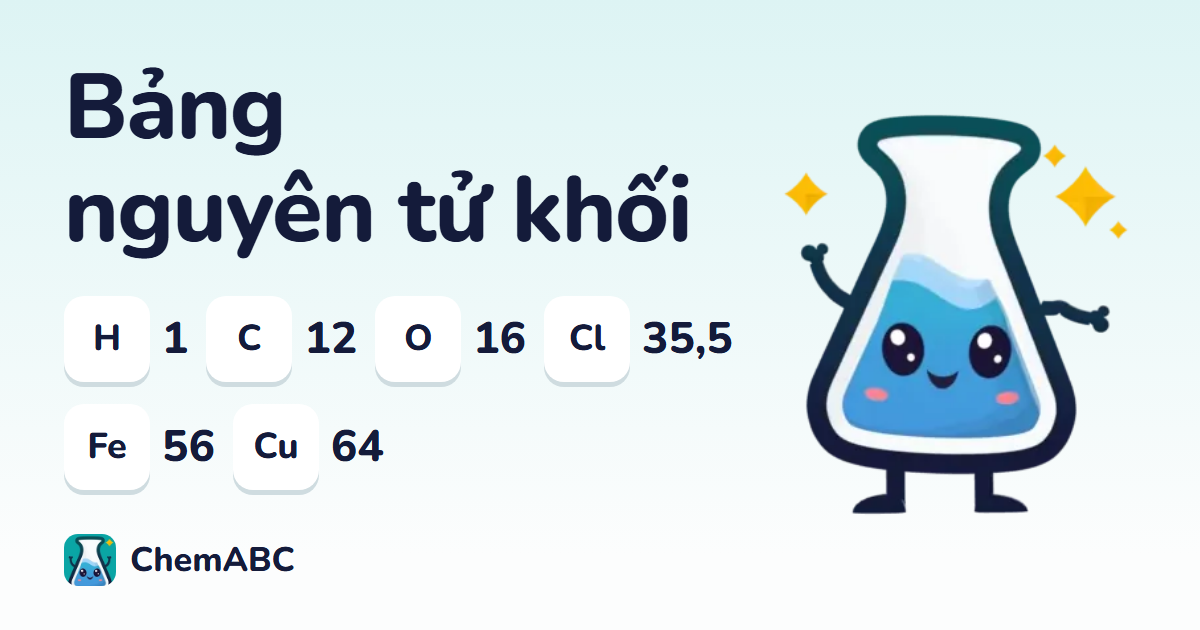 Bảng
nguyên tử khối
H 1 C 12 O 16 Cl 35,5
Fe 56 Cu 64
ChemABC